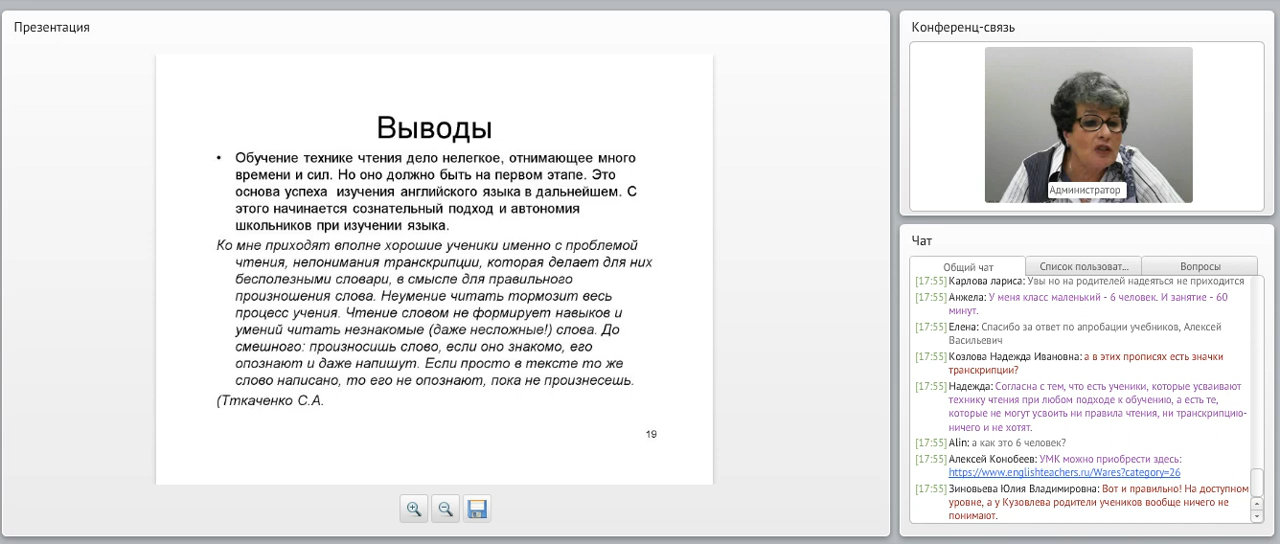 Презентация
Выводы
• Обучение технике чтения дело нелегкое, отнимающее много
времени и сил. Но оно должно быть на первом этапе. Это
основа успеха изучения английского языка в дальнейшем. С
этого начинается сознательный подход и автономия
школьников при изучении языка.
Ко мне приходят вполне хорошие ученики именно с проблемой
чтения, непонимания транскрипции, которая делает для них
бесполезными словари, в смысле для правильного
произношения слова. Неумение читать тормозит весь
процесс учения. Чтение словом не формирует навыков и
умений читать незнакомые (даже несложные!) слова. До
смешного: произносишь слово, если оно знакомо, его
опознают и даже напишут. Если просто в тексте то же
слово написано, то его не опознают, пока не произнесешь.
(Тткаченко С.А.
19
Конференц-связь
Администратор
Чат
Общий чат
Список пользоват...
Вопросы
[17:55] Карлова лариса: Увы но на родителей надеяться не приходится
[17:55] Анжела: У меня класс маленький - 6 человек. И занятие - 60
минут.
[17:55] Елена: Спасибо за ответ по апробации учебников, Алексей
Васильевич
[17:55] Козлова Надежда Ивановна: а в этих прописях есть значки
транскрипции?
[17:55] Надежда: Согласна с тем, что есть ученики, которые усваивают
технику чтения при любом подходе к обучению, а есть те,
которые не могут усвоить ни правила чтения, ни транскрипцию-
ничего и не хотят.
[17:55] Alin: а как это 6 человек?
[17:55] Алексей Конобеев: УМК можно приобрести здесь:
https://www.englishteachers.ru/Wares?category=26
[17:55] Зиновьева Юлия Владимировна: Вот и правильно! На доступном
уровне, а у Кузовлева родители учеников вообще ничего не
понимают.